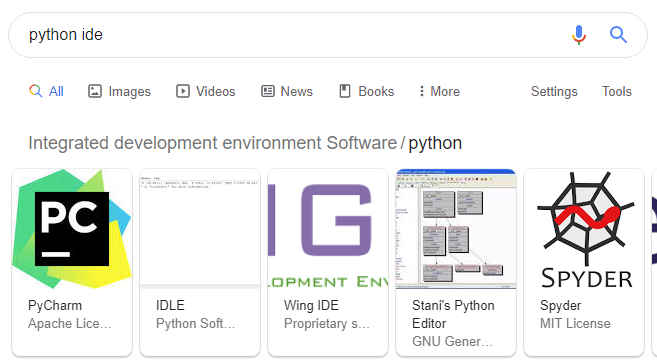 python ide
All
Images
Videos
News
Books
More
Settings
Tools
Integrated development environment Software / python
PC
NG
LOPMENT ENV
SPYDER
PyCharm
Apache Lice...
IDLE
Python Soft...
Wing IDE
Proprietary s...
Stani's Python
Editor
GNU Gener...
Spyder
MIT License